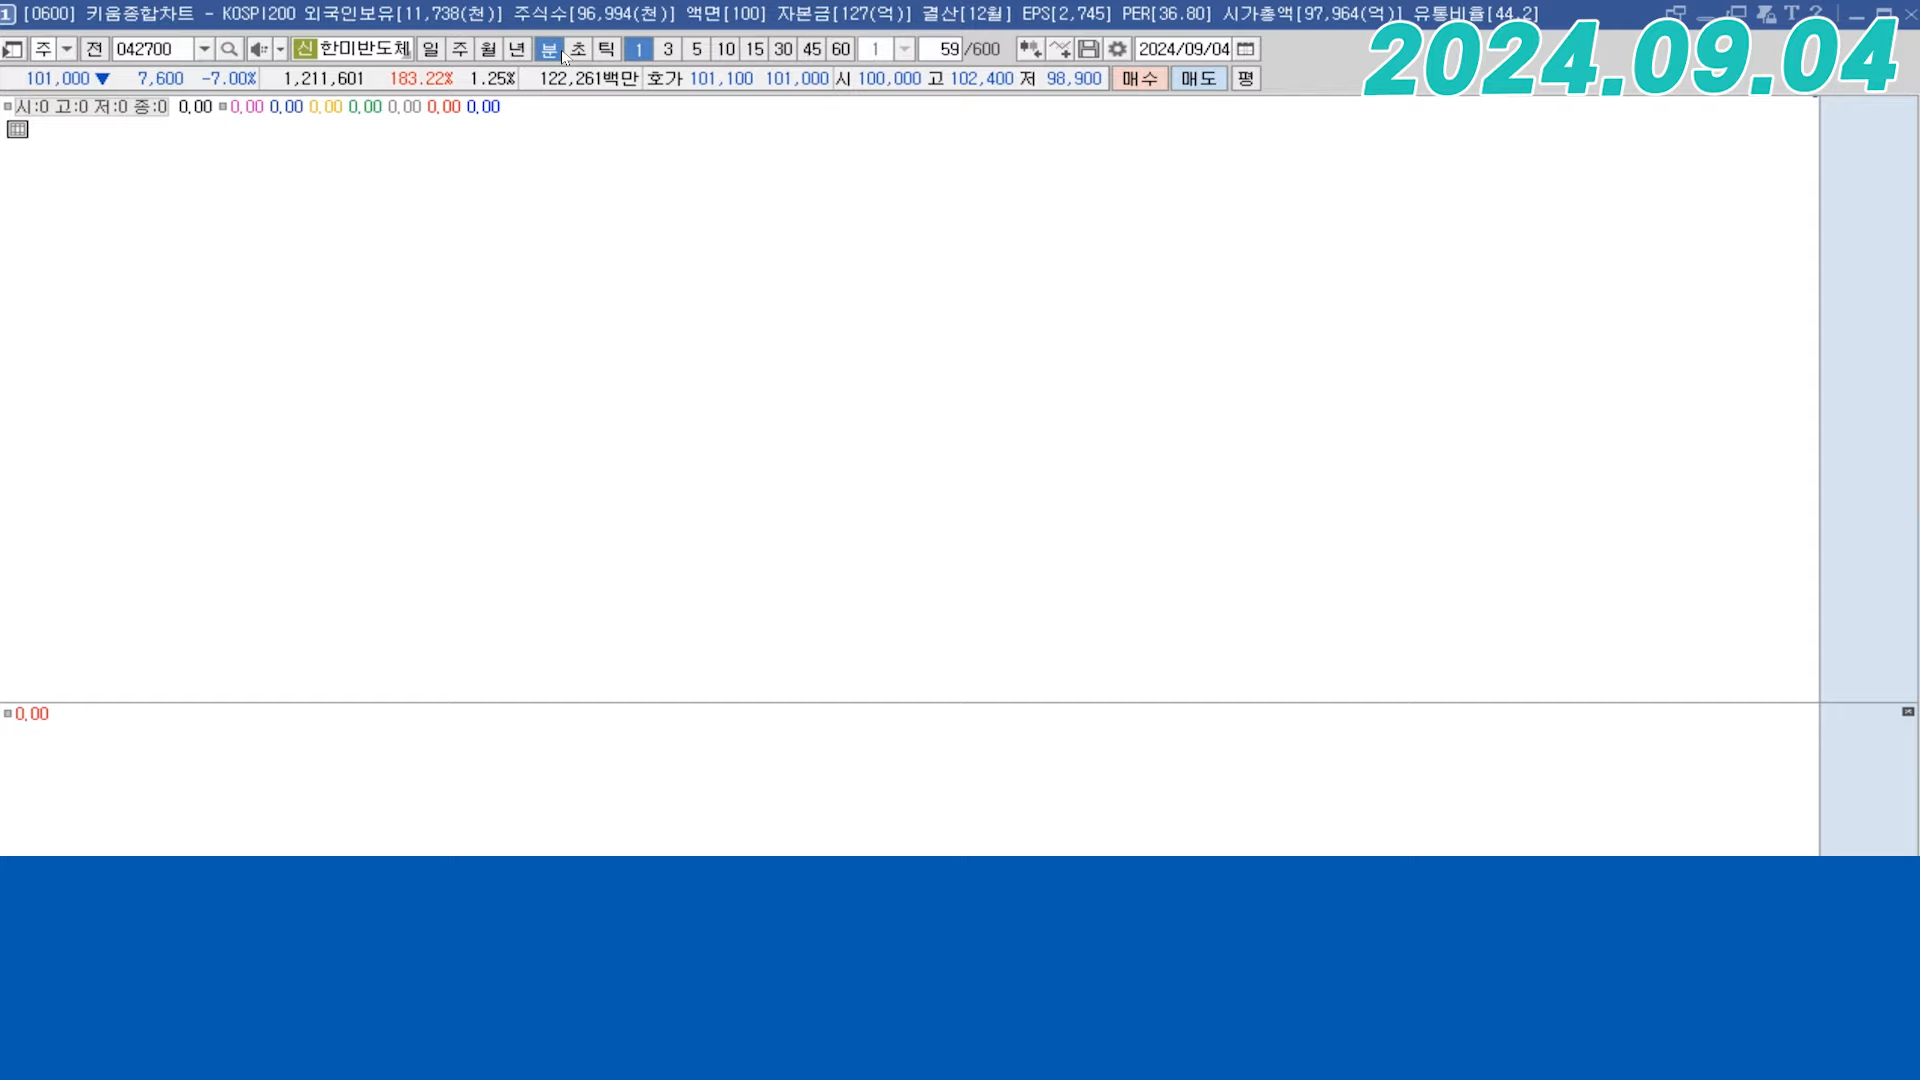 1 [0600] 키움종합차트 - KOSPI200 외국인보유[11,738(천)] 주식수[96,994(천)] 액면[100] 자본금[127(억)] 결산[12월] EPS[2,745] PER[36.80] 시가총액[97,964(억)] 유통비율[44.2]
2024.09.04
주 전 042700 신 한미반도체 일 주 월 년 분 초 틱 1 3 5 10 15 30 45 60 1 59 /600 2024/09/04
101,000 ▼ 7,600 -7.00% 1,211,601 183.22% 1.25% 122,261백만 호가 101,100 101,000 시 100,000 고 102,400 저 98,900 매수 매도 평
시:0 고:0 저:0 종:0 0,00 0,00 0,00 0,00 0,00 0,00 0,00 0,00
0,00